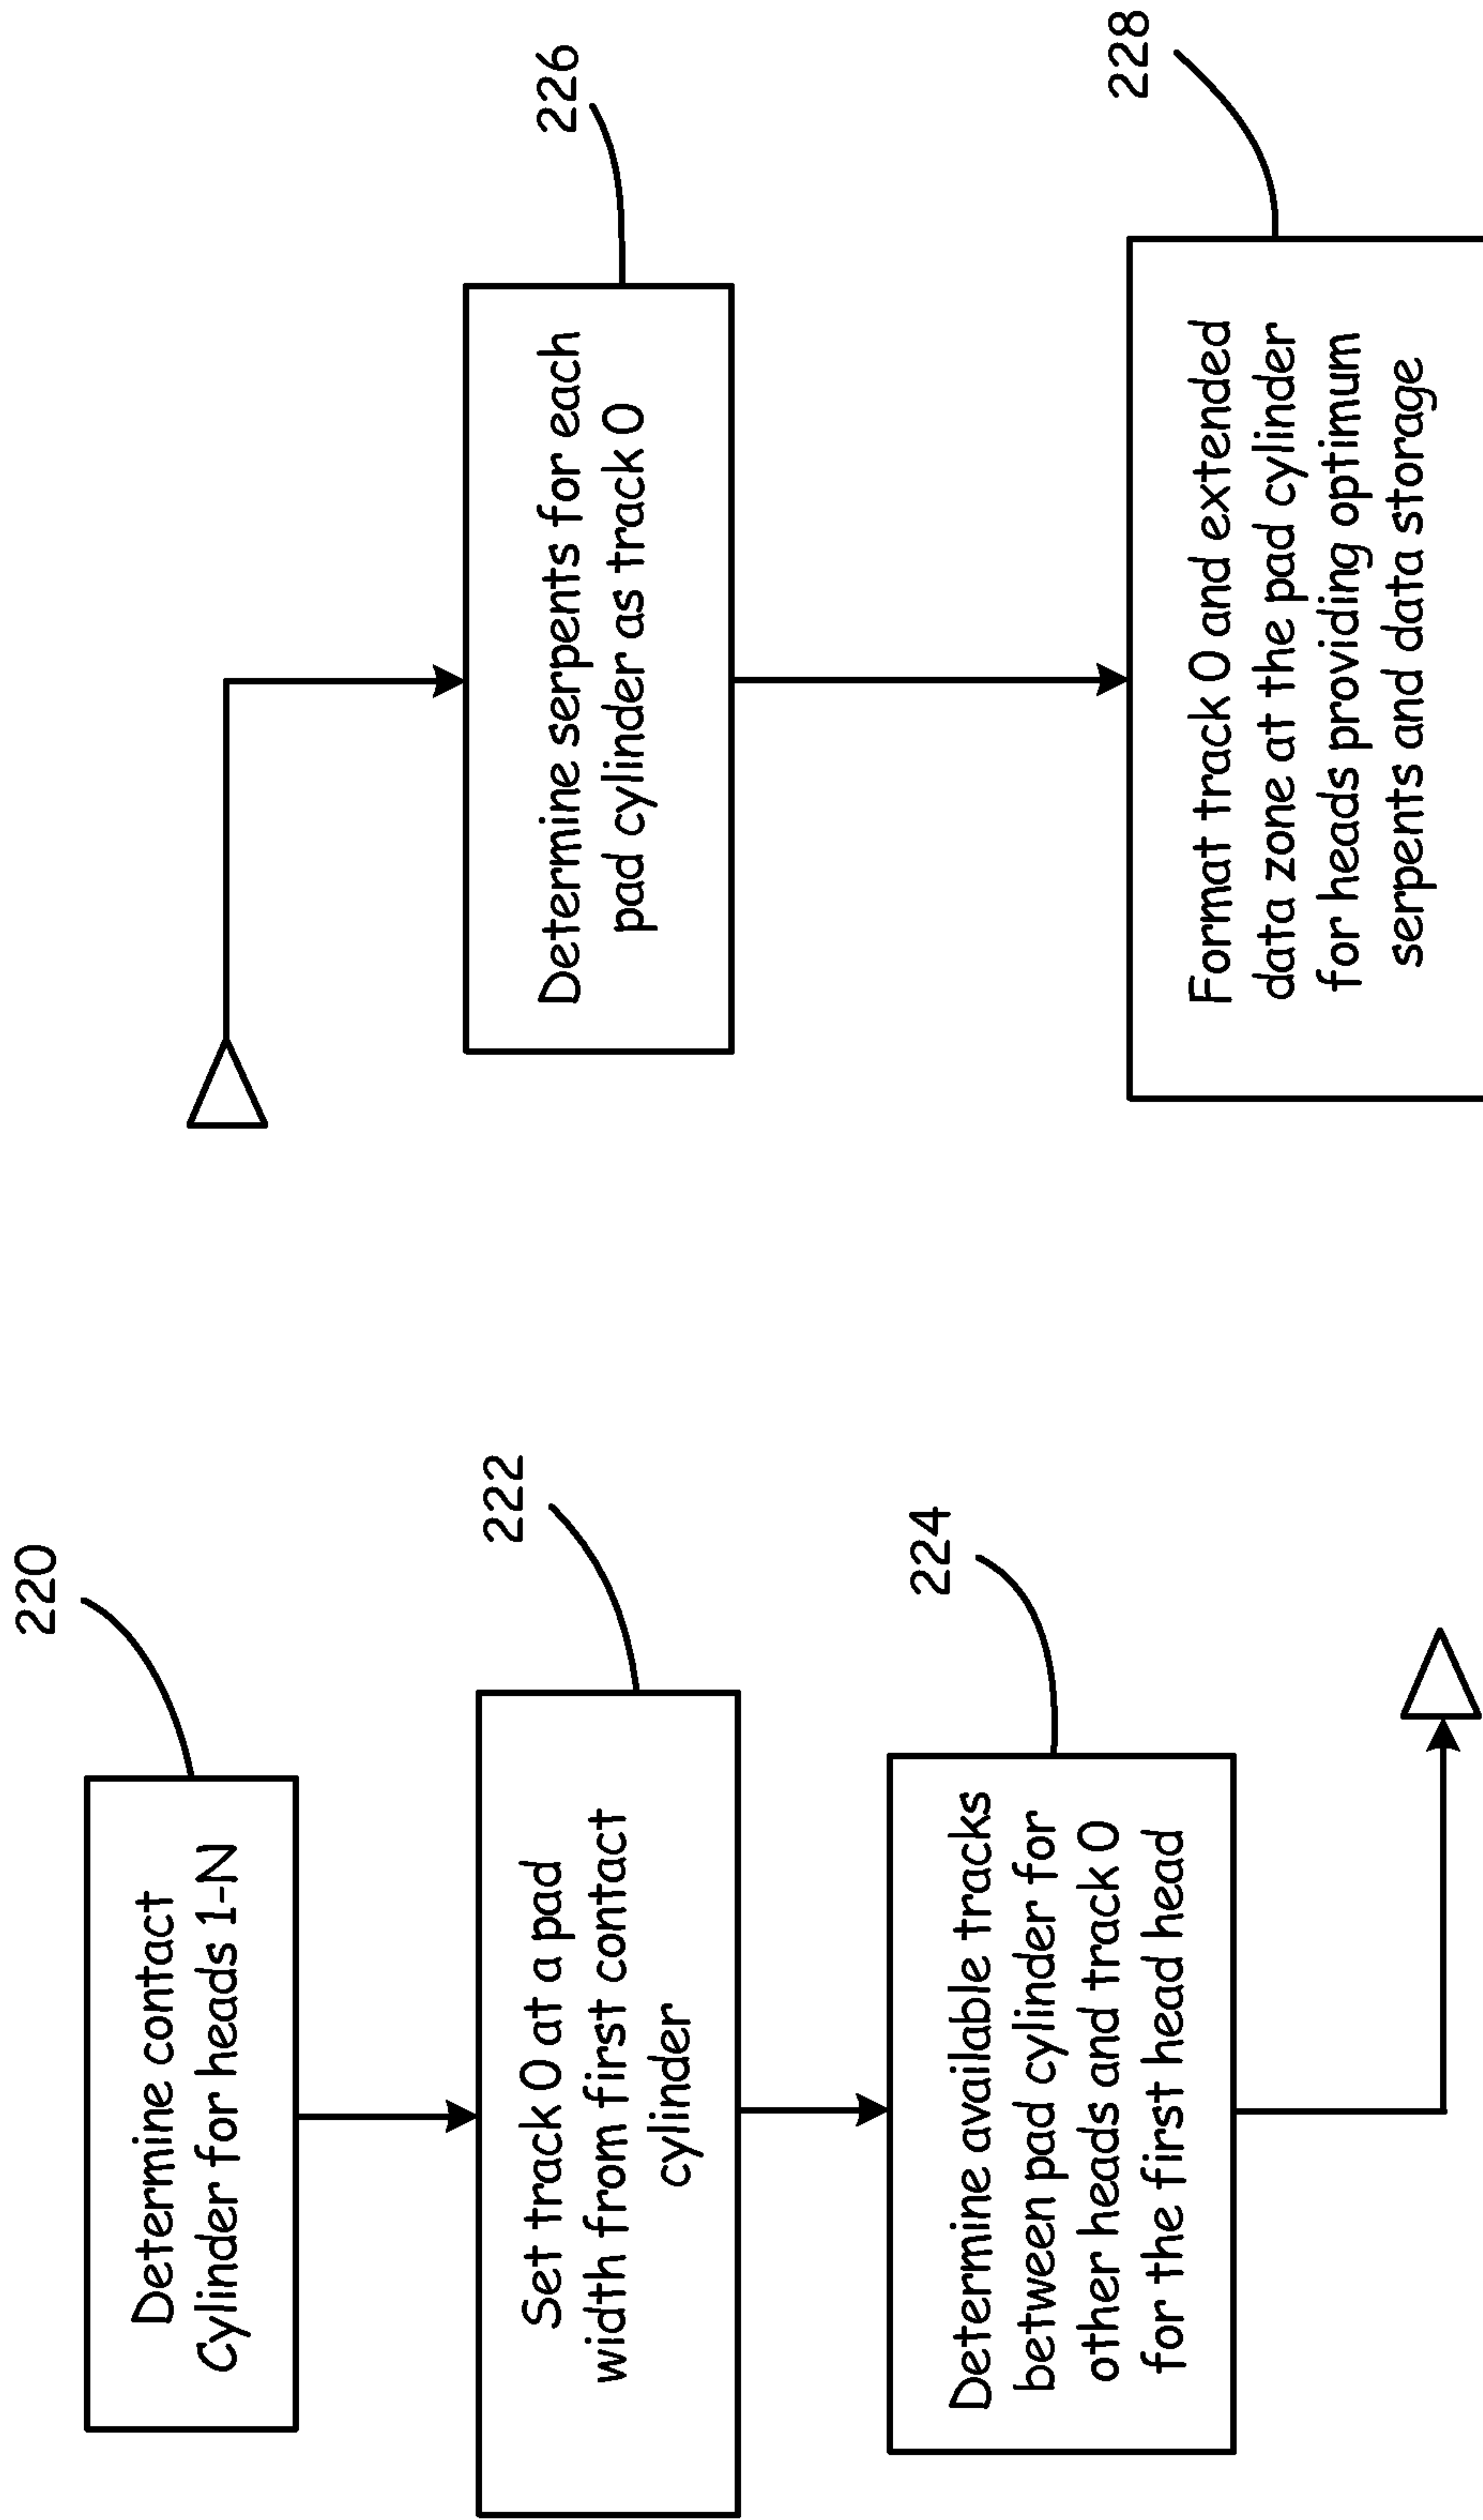 220
Determine contact
Cylinder for heads 1-N
222
Set track 0 at a pad
width from first contact
cylinder
224
Determine available tracks
between pad cylinder for
other heads and track 0
for the first head head
226
Determine serpents for each
pad cylinder as track 0
228
Format track 0 and extended
data zone at the pad cylinder
for heads providing optimum
serpents and data storage